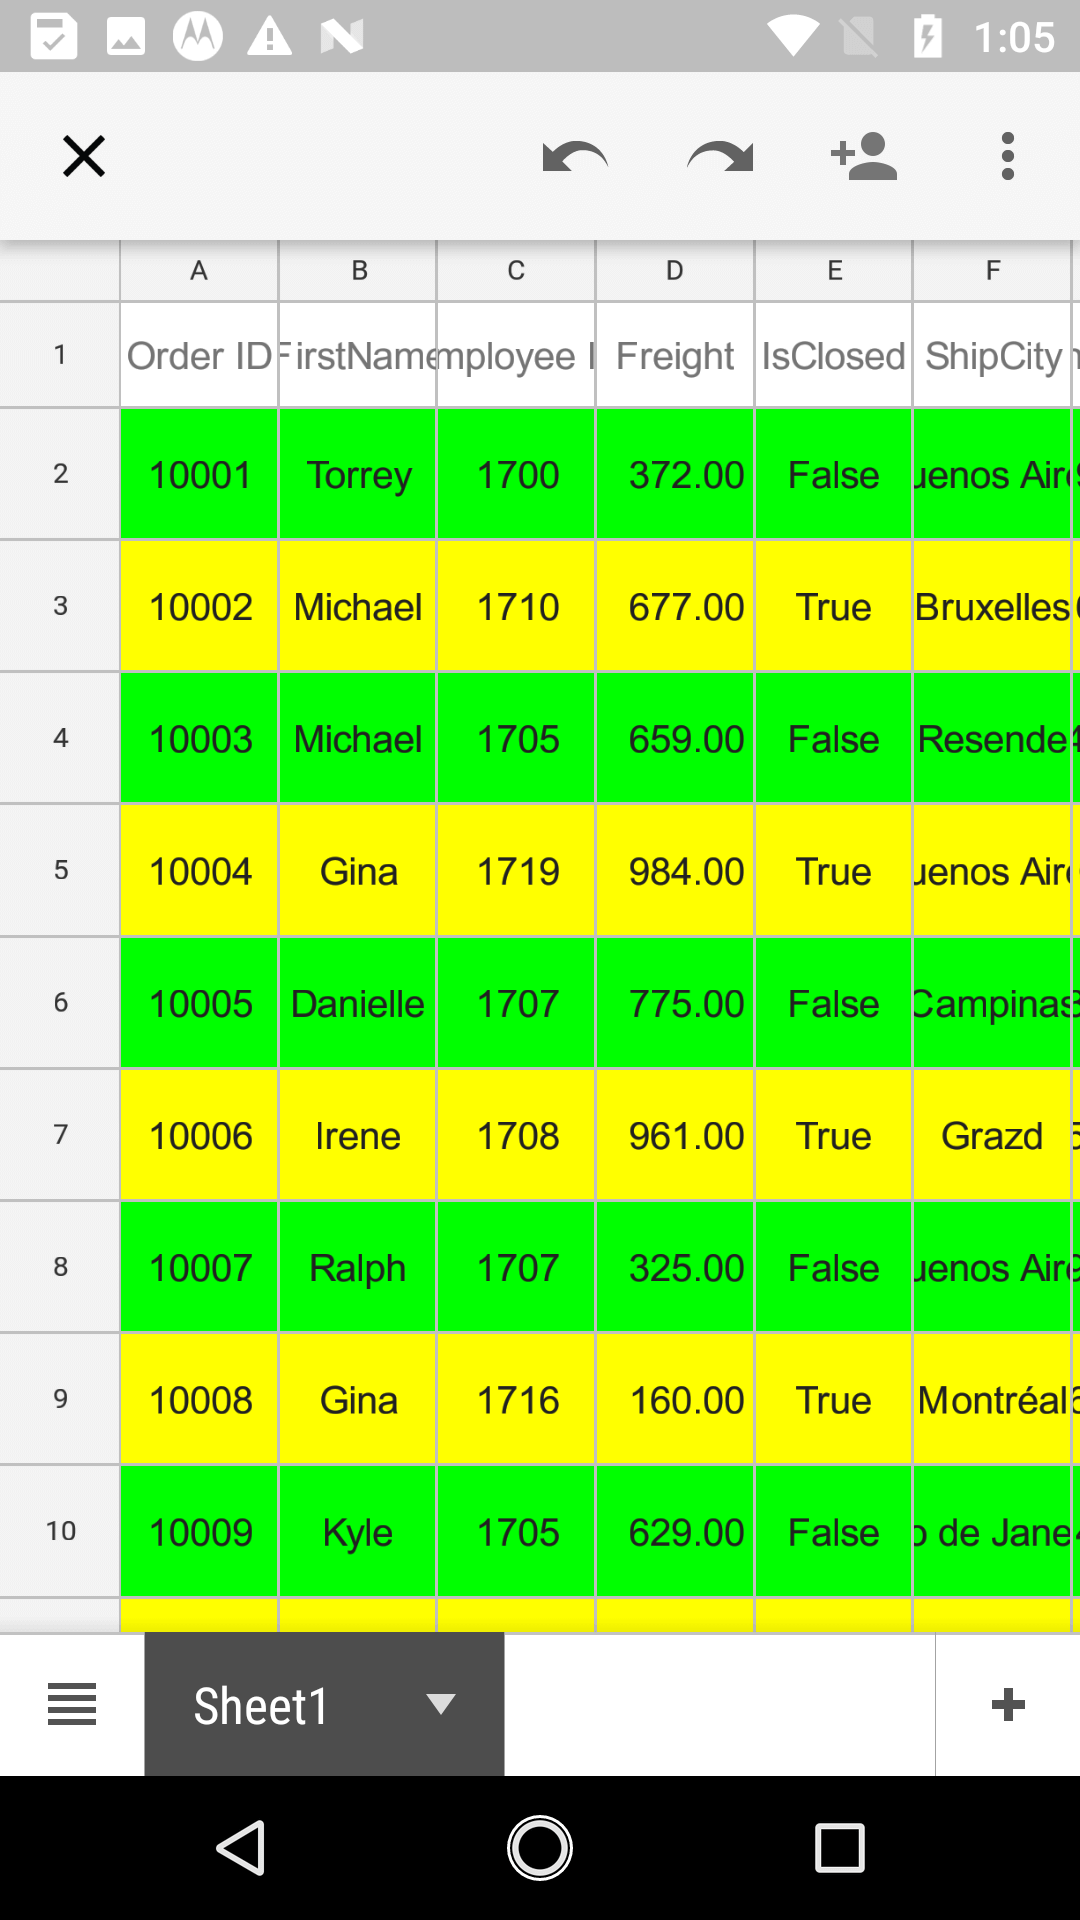 1:05
A B C D E F
1 Order ID FirstName mployee Freight IsClosed ShipCity
2 10001 Torrey 1700 372.00 False uenos Air
3 10002 Michael 1710 677.00 True Bruxelles
4 10003 Michael 1705 659.00 False Resende
5 10004 Gina 1719 984.00 True uenos Air
6 10005 Danielle 1707 775.00 False Campinas
7 10006 Irene 1708 961.00 True Grazd
8 10007 Ralph 1707 325.00 False uenos Air
9 10008 Gina 1716 160.00 True Montréal
10 10009 Kyle 1705 629.00 False o de Jane
Sheet1